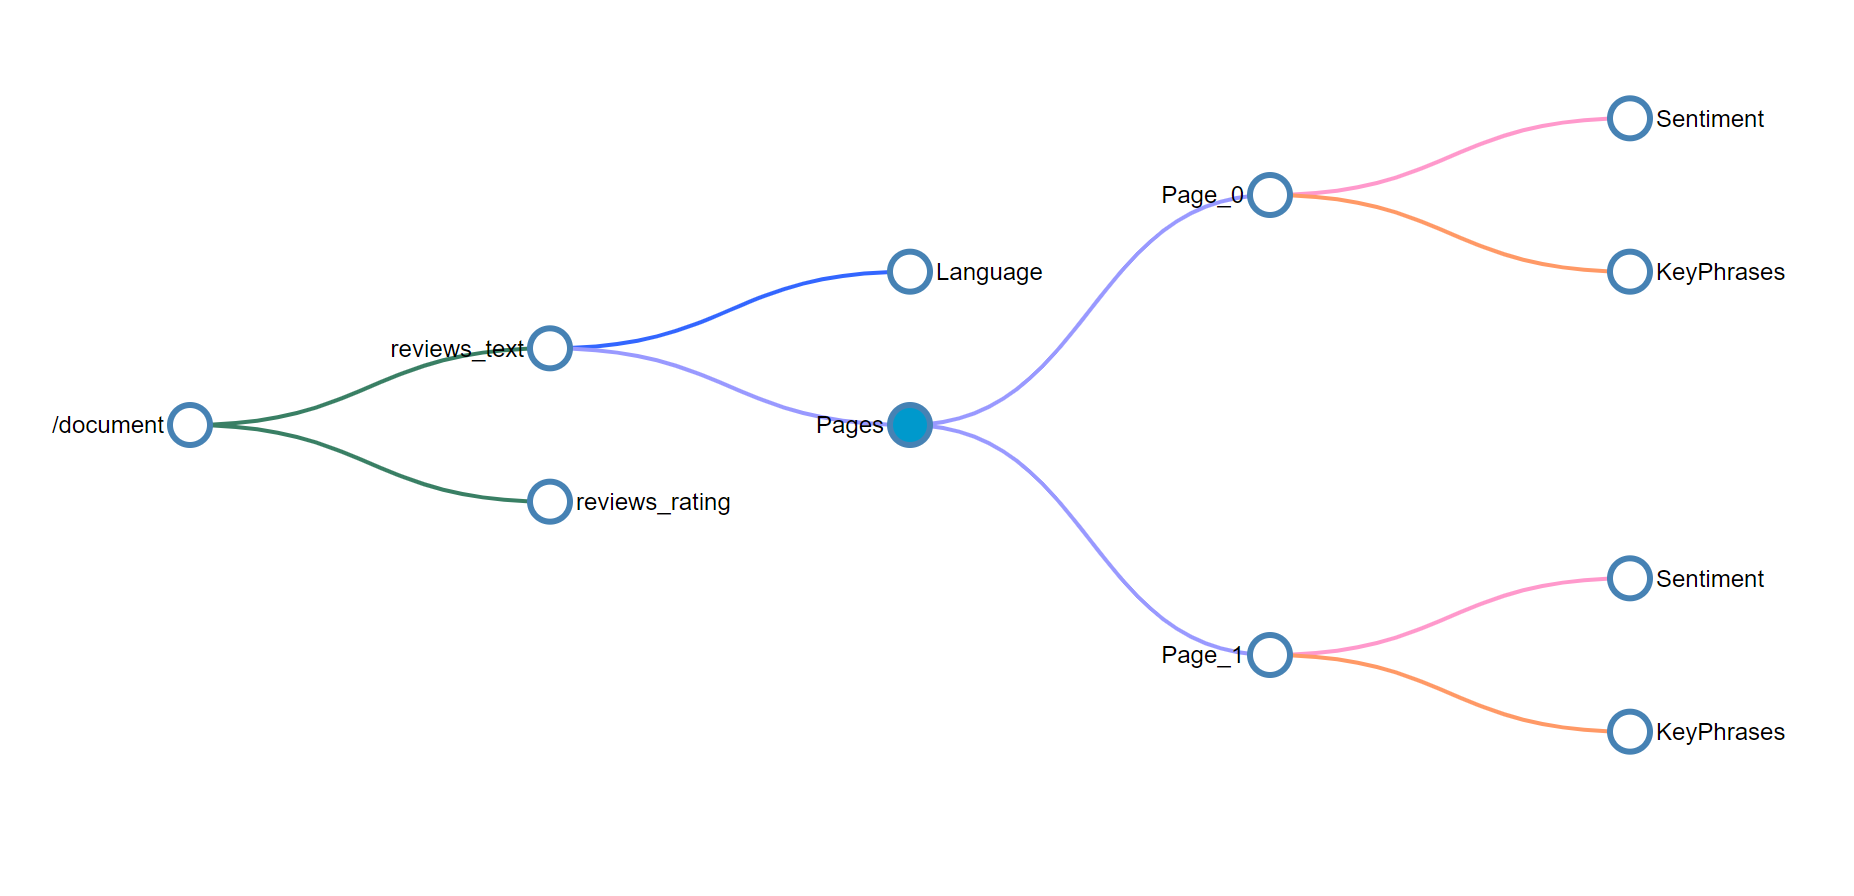 /document
reviews_text
reviews_rating
Language
Pages
Page_0
Sentiment
KeyPhrases
Page_1
Sentiment
KeyPhrases